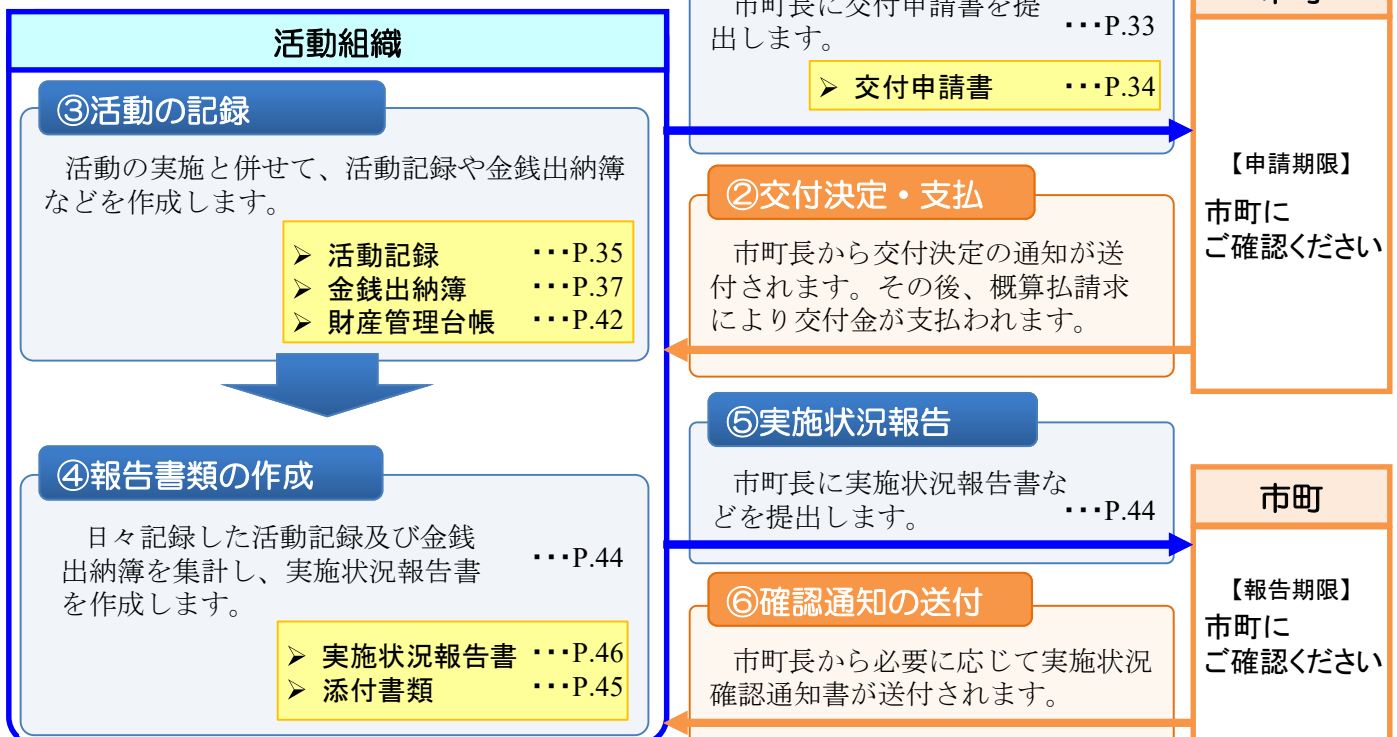 活動組織
③活動の記録
活動の実施と併せて、活動記録や金銭出納簿
などを作成します。
➢ 活動記録 ・・・P.35
➢ 金銭出納簿 ・・・P.37
➢ 財産管理台帳 ・・・P.42
④報告書類の作成
日々記録した活動記録及び金銭
出納簿を集計し、実施状況報告書
を作成します。
・・・P.44
➢ 実施状況報告書 ・・・P.46
➢ 添付書類 ・・・P.45
市町長に交付申請書を提
出します。 ・・・P.33
➢ 交付申請書 ・・・P.34
②交付決定・支払
市町長から交付決定の通知が送
付されます。その後、概算払請求
により交付金が支払われます。
⑤実施状況報告
市町長に実施状況報告書な
どを提出します。 ・・・P.44
⑥確認通知の送付
市町長から必要に応じて実施状況
確認通知書が送付されます。
【申請期限】
市町に
ご確認ください
市町
【報告期限】
市町に
ご確認ください